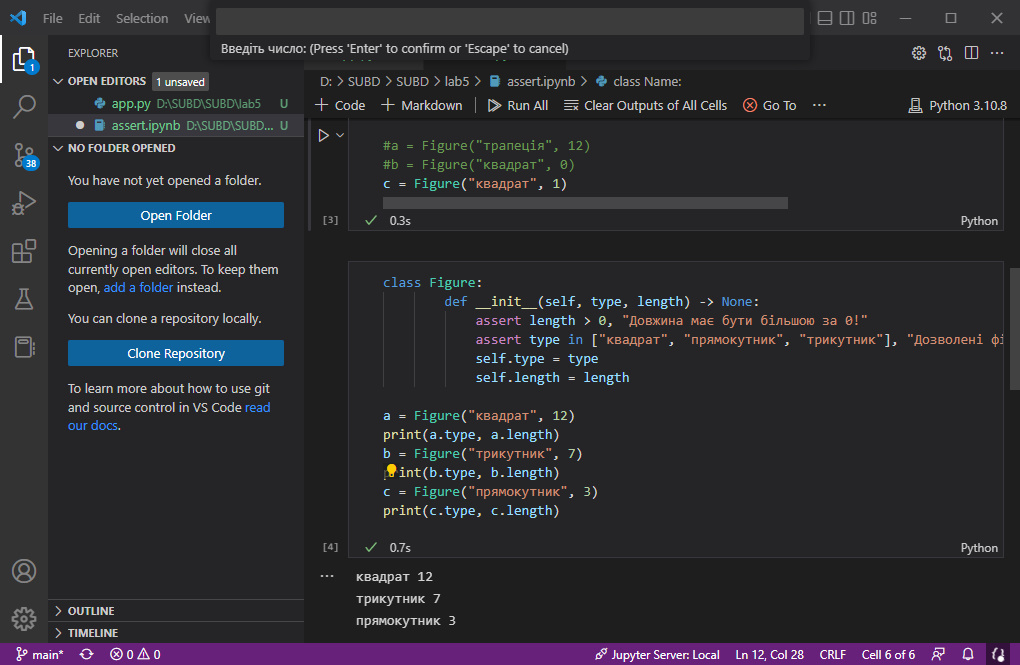 File Edit Selection View
Введіть число: (Press 'Enter' to confirm or 'Escape' to cancel)
EXPLORER
OPEN EDITORS 1 unsaved
app.py D:\SUBD\SUBD\lab5 U
assert.ipynb D:\SUBD\SUBD... U
NO FOLDER OPENED
You have not yet opened a folder.
Open Folder
Opening a folder will close all
currently open editors. To keep them
open, add a folder instead.
You can clone a repository locally.
Clone Repository
To learn more about how to use git
and source control in VS Code read
our docs.
OUTLINE
TIMELINE
1
38
D: > SUBD > SUBD > lab5 > assert.ipynb > class Name:
+ Code + Markdown Run All Clear Outputs of All Cells Go To ... Python 3.10.8
#a = Figure("трапеція", 12)
#b = Figure("квадрат", 0)
c = Figure("квадрат", 1)
[3] ✓ 0.3s Python
class Figure:
def __init__(self, type, length) -> None:
assert length > 0, "Довжина має бути більшою за 0!"
assert type in ["квадрат", "прямокутник", "трикутник"], "Дозволені фі
self.type = type
self.length = length
a = Figure("квадрат", 12)
print(a.type, a.length)
b = Figure("трикутник", 7)
int(b.type, b.length)
c = Figure("прямокутник", 3)
print(c.type, c.length)
[4] ✓ 0.7s Python
... квадрат 12
трикутник 7
прямокутник 3
main* 0 0 Jupyter Server: Local Ln 12, Col 28 CRLF Cell 6 of 6